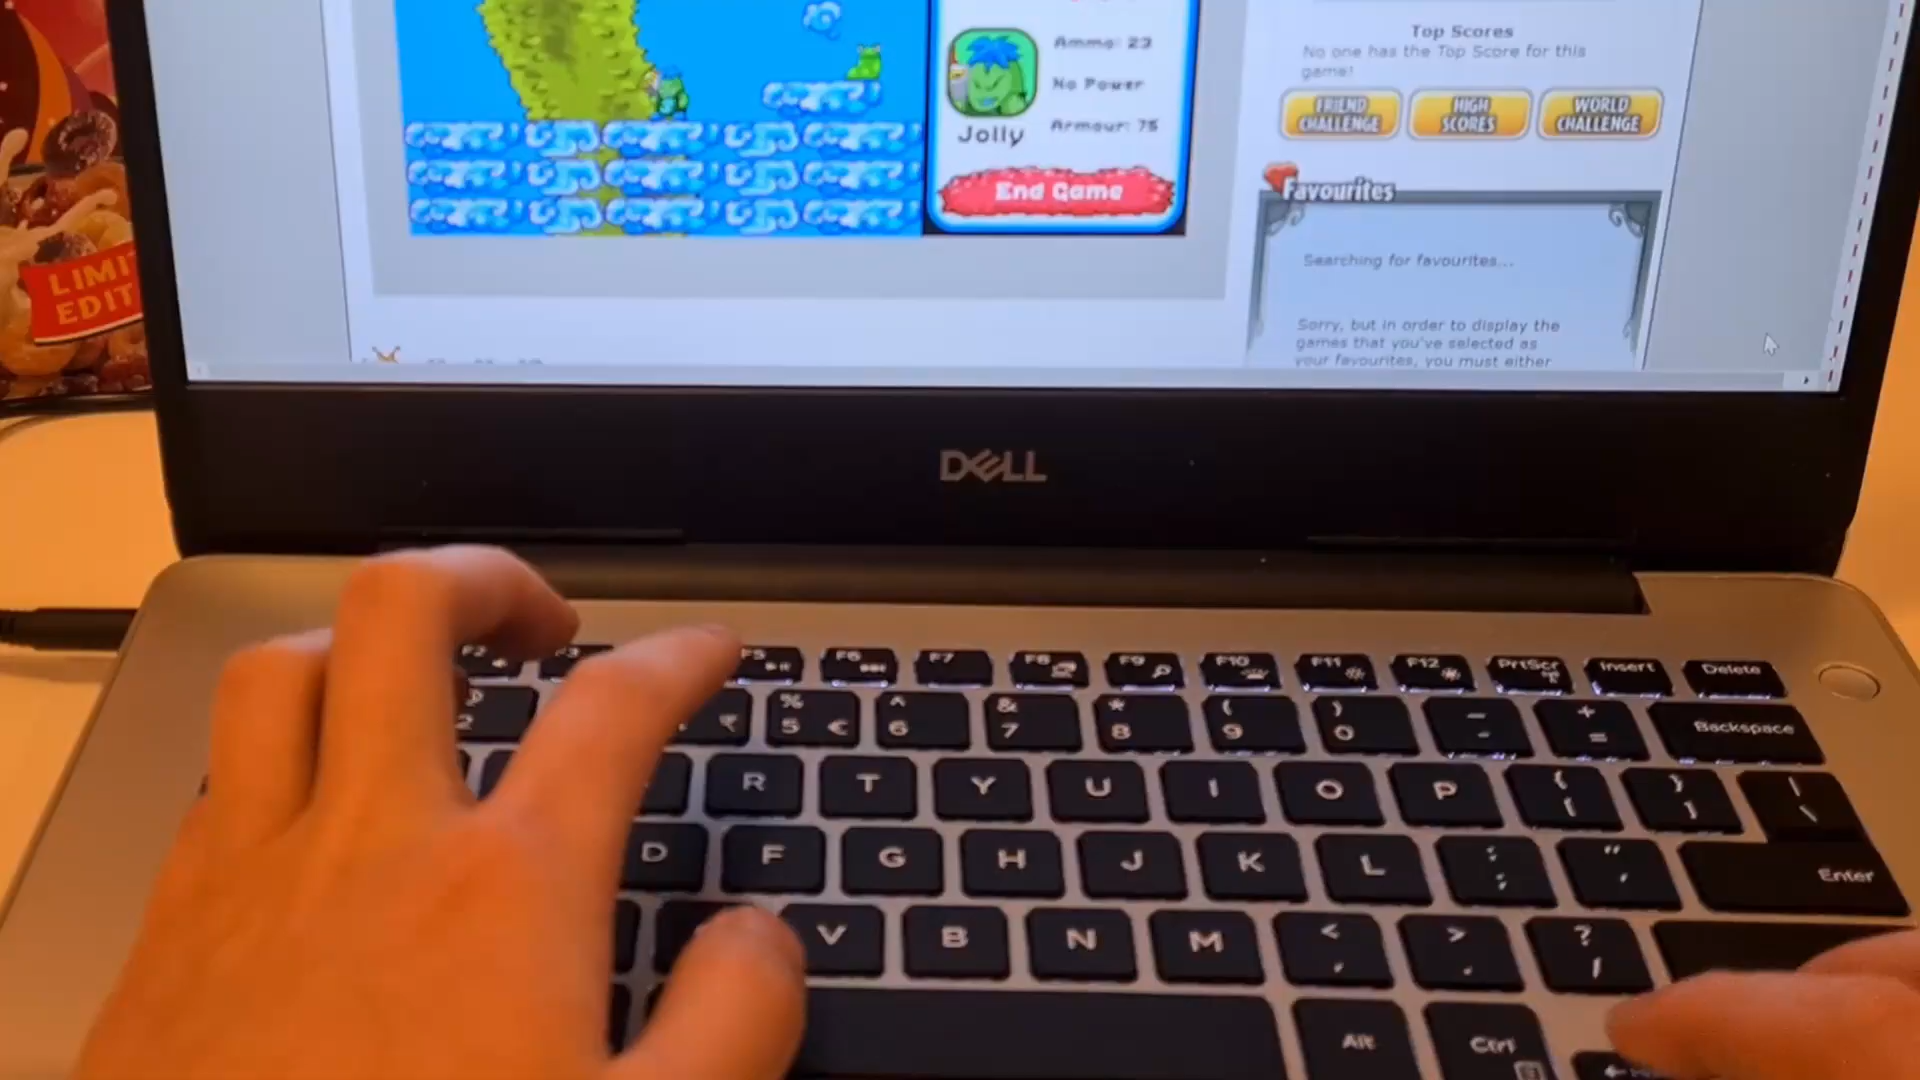 Ammo: 23
No Power
Armour: 75
Jolly
End Game
Top Scores
No one has the Top Score for this
game!
FRIEND
CHALLENGE
HIGH
SCORES
WORLD
CHALLENGE
Favourites
Searching for favourites...
Sorry, but in order to display the
games that you've selected as
your favourites, you must either
LIMI
EDIT
DELL
F2
F3
F5
F6
F7
F8
F9
F10
F11
F12
PrtScr
Insert
Delete
2
₹
%
5 €
^
6
&
7
*
8
(
9
)
0
_
-
+
=
Backspace
R
T
Y
U
I
O
P
{
[
}
]
|
\
D
F
G
H
J
K
L
:
;
"
'
Enter
V
B
N
M
<
,
>
.
?
/
Alt
Ctrl